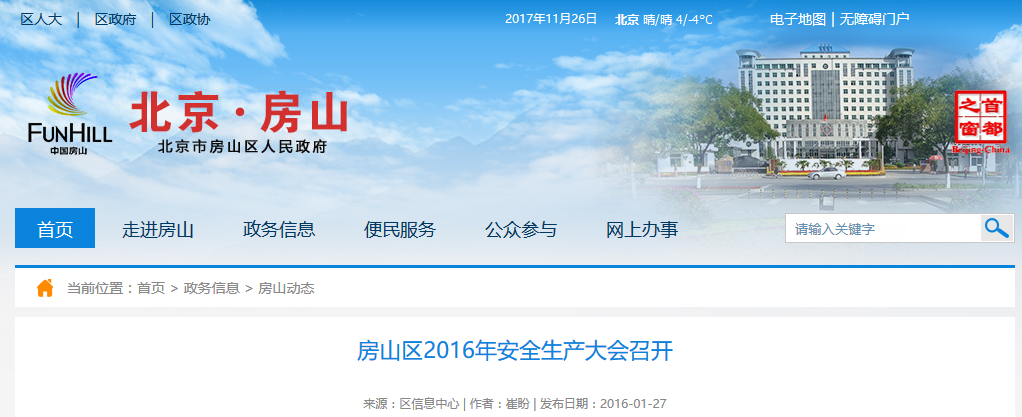 区人大 | 区政府 | 区政协
2017年11月26日 北京 晴/晴 4/-4°C
电子地图 | 无障碍门户
FUNHILL
中国房山
北京·房山
北京市房山区人民政府
首都之窗
Beijing-China
首页 走进房山 政务信息 便民服务 公众参与 网上办事
请输入关键字
当前位置：首页 > 政务信息 > 房山动态
房山区2016年安全生产大会召开
来源：区信息中心 | 作者：崔盼 | 发布日期：2016-01-27